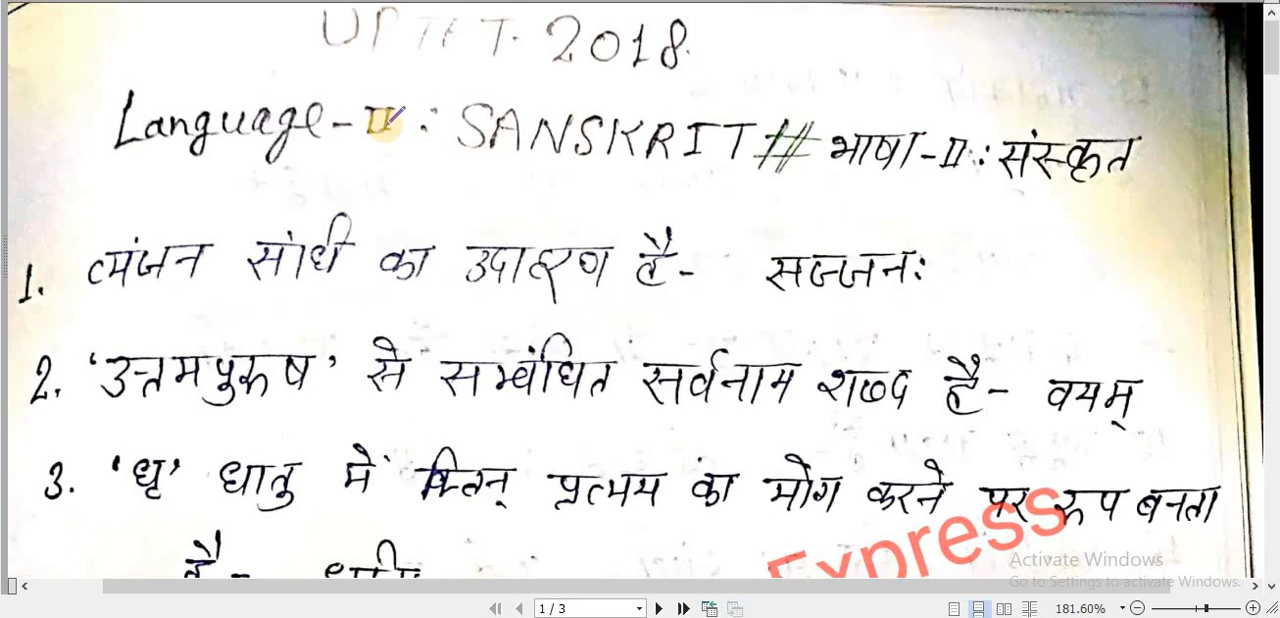 UPTET. 2018.
Language-II: SANSKRIT # भाषा-II: संस्कृत
1. व्यंजन संधि का उदाहरण है- सज्जनः
2. 'उत्तमपुरुष' से सम्बंधित सर्वनाम शब्द है- वयम्
3. 'धृ' धातु में क्तिन् प्रत्यय का योग करने पर रूप बनता
है-
Express
Activate Windows
Go to Settings to activate Windows.
1 / 3
181.60%